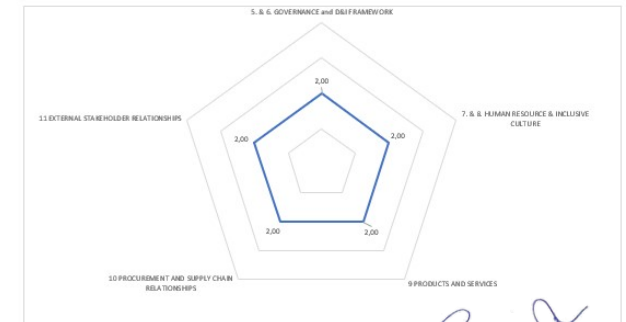 5. & 6. GOVERNANCE and D&I FRAMEWORK
2,00
11 EXTERNAL STAKEHOLDER RELATIONSHIPS
7. & 8. HUMAN RESOURCE & INCLUSIVE
CULTURE
2,00
2,00
2,00
2,00
10 PROCUREMENT AND SUPPLY CHAIN
RELATIONSHIPS
9 PRODUCTS AND SERVICES